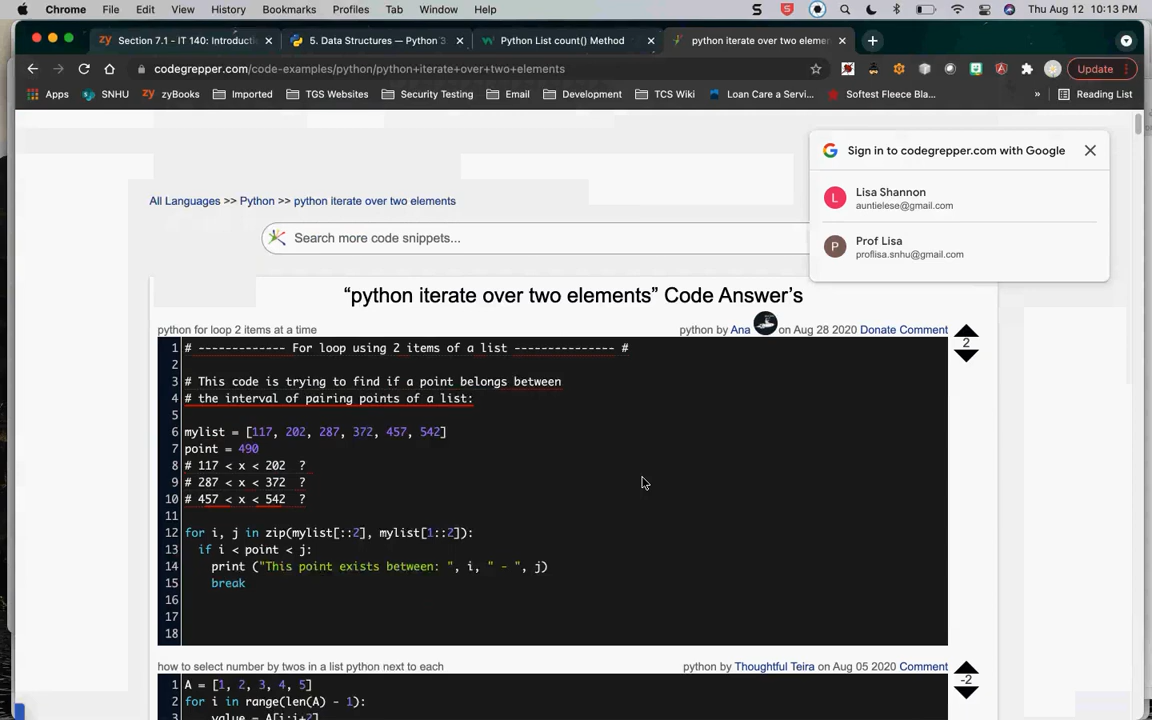 Chrome File Edit View History Bookmarks Profiles Tab Window Help Thu Aug 12 10:13 PM
zy Section 7.1 - IT 140: Introducti × 5. Data Structures — Python 3 × Python List count() Method × python iterate over two eleme × +
codegrepper.com/code-examples/python/python+iterate+over+two+elements Update
Apps SNHU zy zyBooks Imported TGS Websites Security Testing Email Development TCS Wiki Loan Care a Servi... Softest Fleece Bla... » Reading List
Sign in to codegrepper.com with Google
L Lisa Shannon
auntielese@gmail.com
P Prof Lisa
proflisa.snhu@gmail.com
All Languages >> Python >> python iterate over two elements
Search more code snippets...
“python iterate over two elements” Code Answer’s
python for loop 2 items at a time python by Ana on Aug 28 2020 Donate Comment
2
1 # ------------- For loop using 2 items of a list --------------- #
2
3 # This code is trying to find if a point belongs between
4 # the interval of pairing points of a list:
5
6 mylist = [117, 202, 287, 372, 457, 542]
7 point = 490
8 # 117 < x < 202 ?
9 # 287 < x < 372 ?
10 # 457 < x < 542 ?
11
12 for i, j in zip(mylist[::2], mylist[1::2]):
13 if i < point < j:
14 print ("This point exists between: ", i, " - ", j)
15 break
16
17
18
how to select number by twos in a list python next to each python by Thoughtful Teira on Aug 05 2020 Comment
-2
1 A = [1, 2, 3, 4, 5]
2 for i in range(len(A) - 1):
3 value = A[i:i+2]